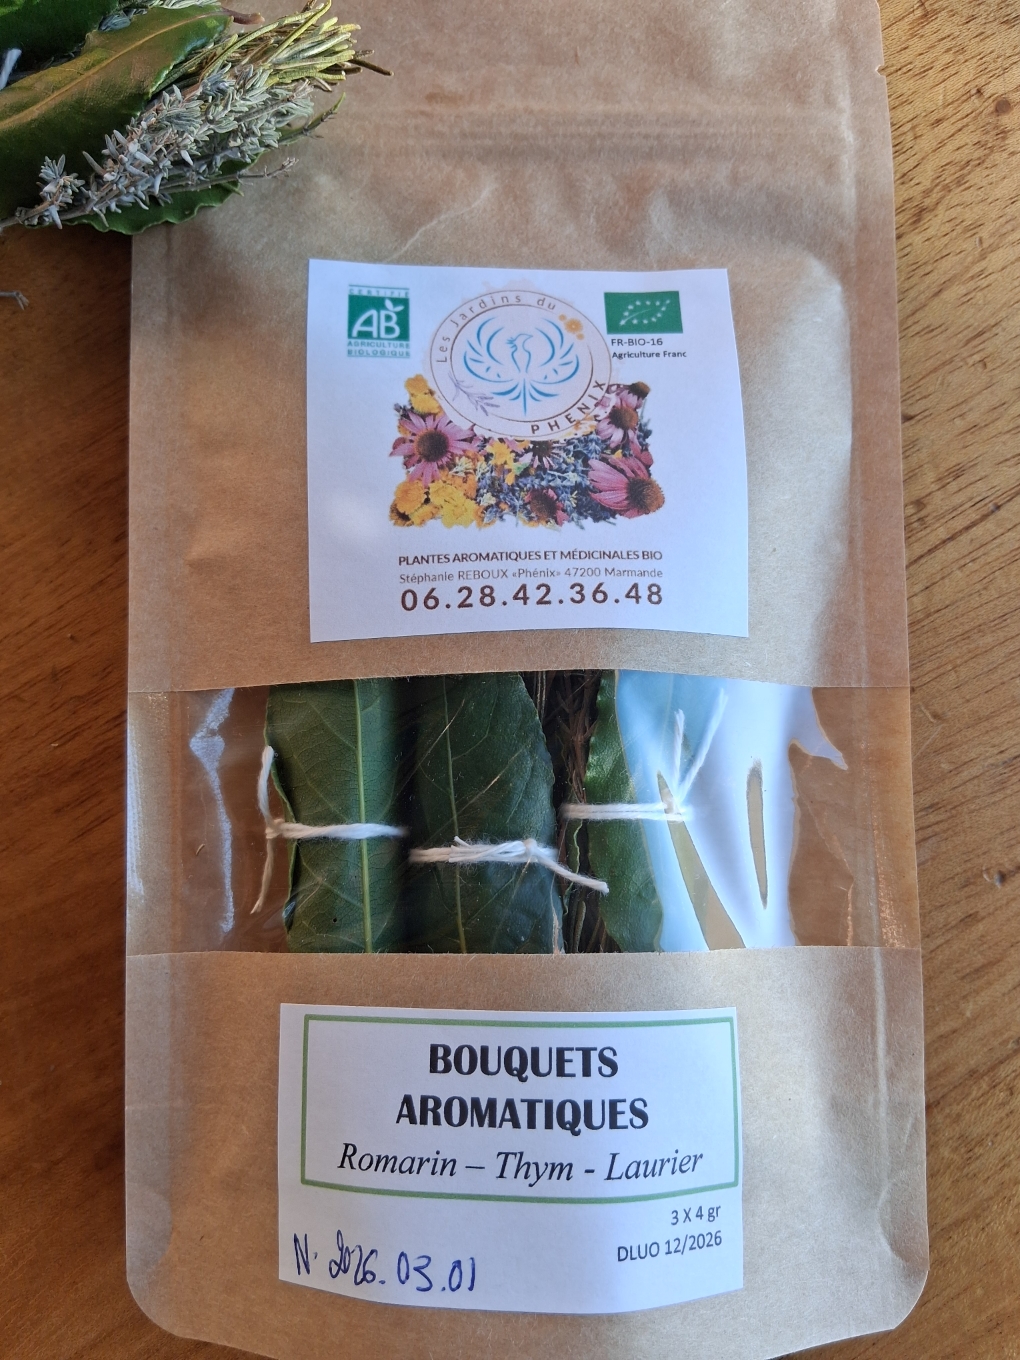 CERTIFIÉ
AB
AGRICULTURE
BIOLOGIQUE
Les Jardins du
PHENIX
FR-BIO-16
Agriculture Franc
PLANTES AROMATIQUES ET MÉDICINALES BIO
Stéphanie REBOUX «Phénix» 47200 Marmande
06.28.42.36.48
BOUQUETS
AROMATIQUES
Romarin – Thym - Laurier
3 X 4 gr
DLUO 12/2026
N. 2026.03.01